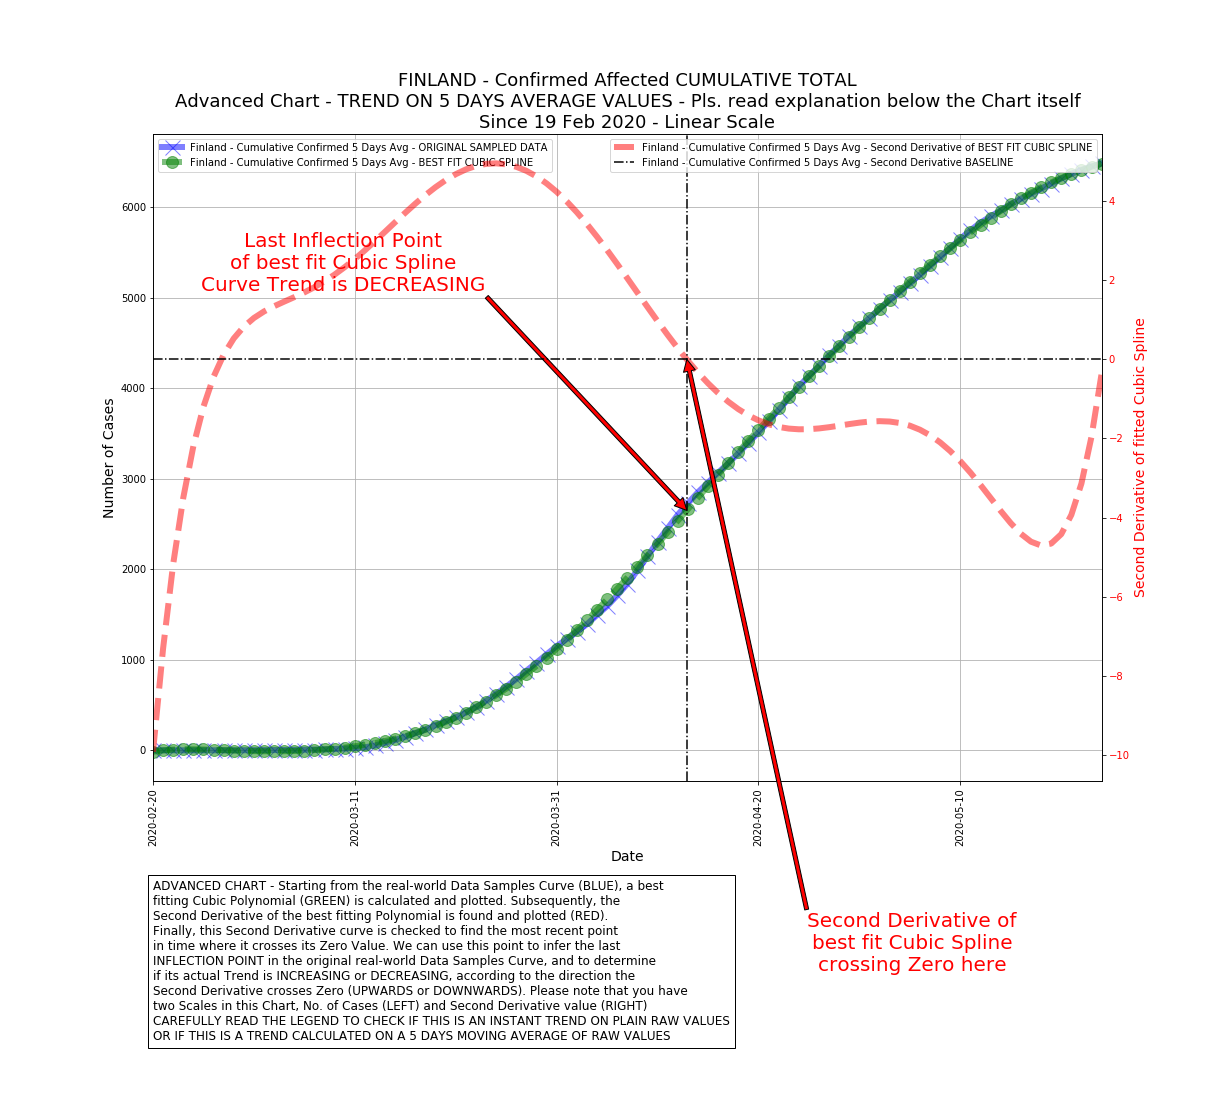 FINLAND - Confirmed Affected CUMULATIVE TOTAL
Advanced Chart - TREND ON 5 DAYS AVERAGE VALUES - Pls. read explanation below the Chart itself
Since 19 Feb 2020 - Linear Scale
Finland - Cumulative Confirmed 5 Days Avg - ORIGINAL SAMPLED DATA
Finland - Cumulative Confirmed 5 Days Avg - BEST FIT CUBIC SPLINE
Finland - Cumulative Confirmed 5 Days Avg - Second Derivative of BEST FIT CUBIC SPLINE
Finland - Cumulative Confirmed 5 Days Avg - Second Derivative BASELINE
Last Inflection Point
of best fit Cubic Spline
Curve Trend is DECREASING
Number of Cases
6000
5000
4000
3000
2000
1000
0
4
2
0
−2
−4
−6
−8
−10
Second Derivative of fitted Cubic Spline
2020-02-20
2020-03-11
2020-03-31
2020-04-20
2020-05-10
Date
Second Derivative of
best fit Cubic Spline
crossing Zero here
ADVANCED CHART - Starting from the real-world Data Samples Curve (BLUE), a best
fitting Cubic Polynomial (GREEN) is calculated and plotted. Subsequently, the
Second Derivative of the best fitting Polynomial is found and plotted (RED).
Finally, this Second Derivative curve is checked to find the most recent point
in time where it crosses its Zero Value. We can use this point to infer the last
INFLECTION POINT in the original real-world Data Samples Curve, and to determine
if its actual Trend is INCREASING or DECREASING, according to the direction the
Second Derivative crosses Zero (UPWARDS or DOWNWARDS). Please note that you have
two Scales in this Chart, No. of Cases (LEFT) and Second Derivative value (RIGHT)
CAREFULLY READ THE LEGEND TO CHECK IF THIS IS AN INSTANT TREND ON PLAIN RAW VALUES
OR IF THIS IS A TREND CALCULATED ON A 5 DAYS MOVING AVERAGE OF RAW VALUES